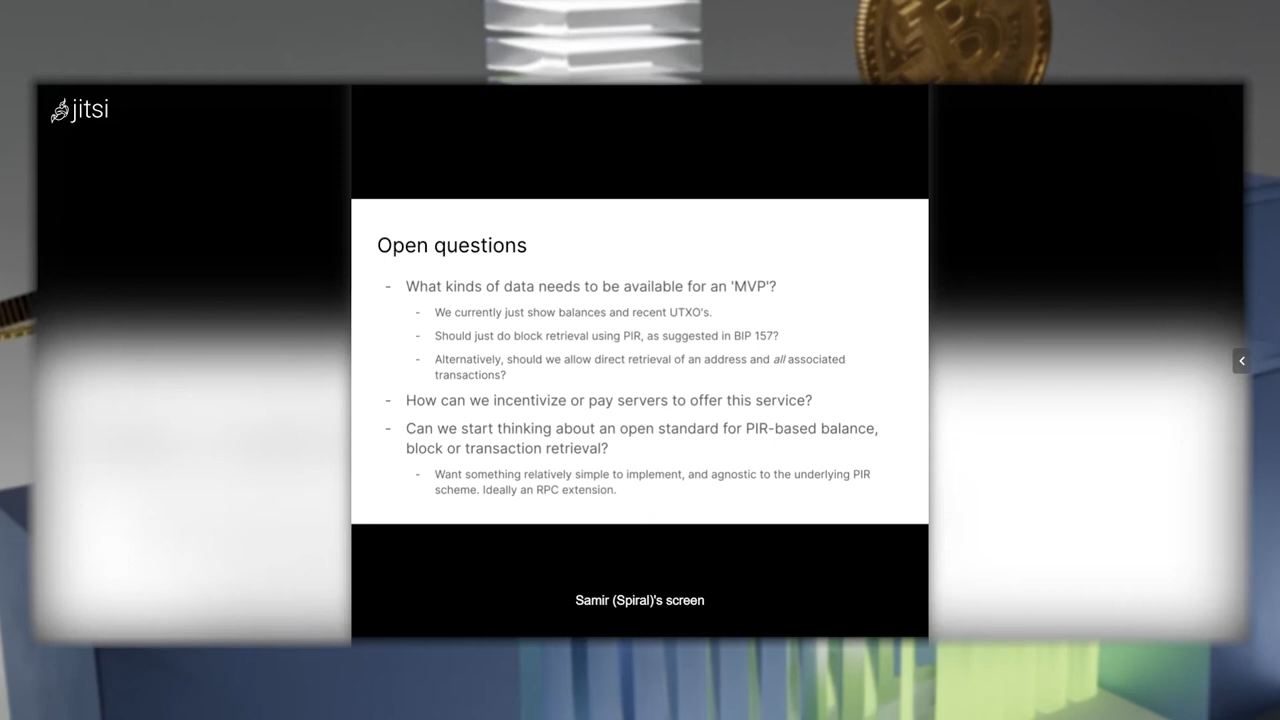 jitsi
Open questions
- What kinds of data needs to be available for an 'MVP'?
- We currently just show balances and recent UTXO's.
- Should just do block retrieval using PIR, as suggested in BIP 157?
- Alternatively, should we allow direct retrieval of an address and all associated
transactions?
- How can we incentivize or pay servers to offer this service?
- Can we start thinking about an open standard for PIR-based balance,
block or transaction retrieval?
- Want something relatively simple to implement, and agnostic to the underlying PIR
scheme. Ideally an RPC extension.
Samir (Spiral)'s screen